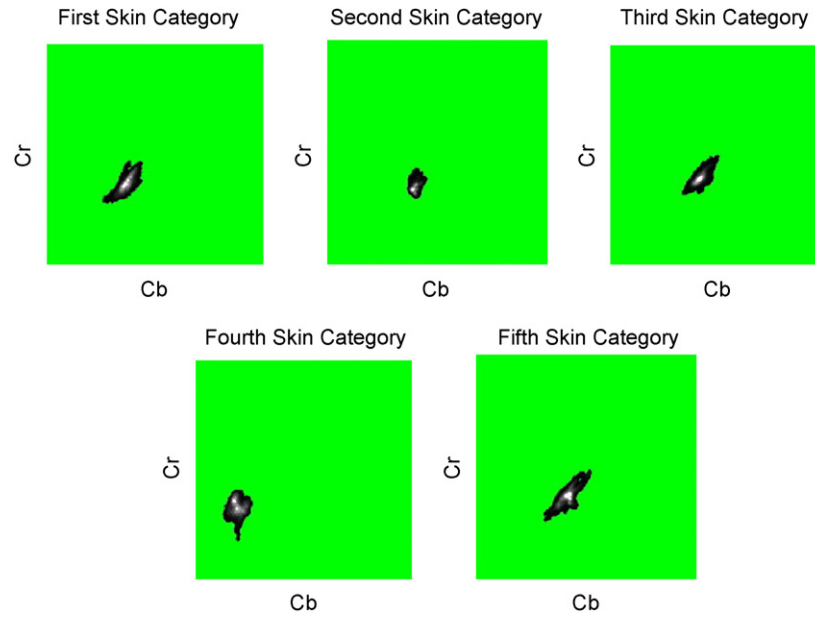 First Skin Category
Second Skin Category
Third Skin Category
Cr
Cr
Cr
Cb
Cb
Cb
Fourth Skin Category
Fifth Skin Category
Cr
Cr
Cb
Cb